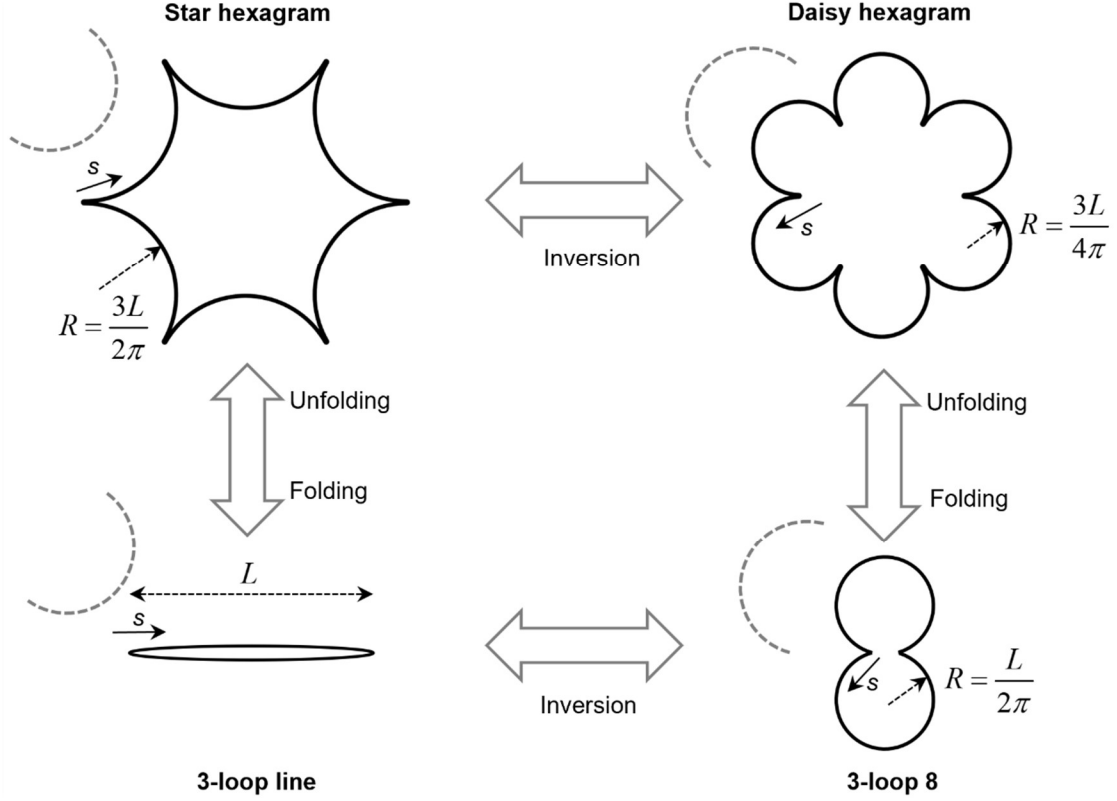 Star hexagram
Daisy hexagram
s
s
R = 3L/2π
R = 3L/4π
Inversion
Unfolding
Folding
Unfolding
Folding
L
s
s
R = L/2π
Inversion
3-loop line
3-loop 8